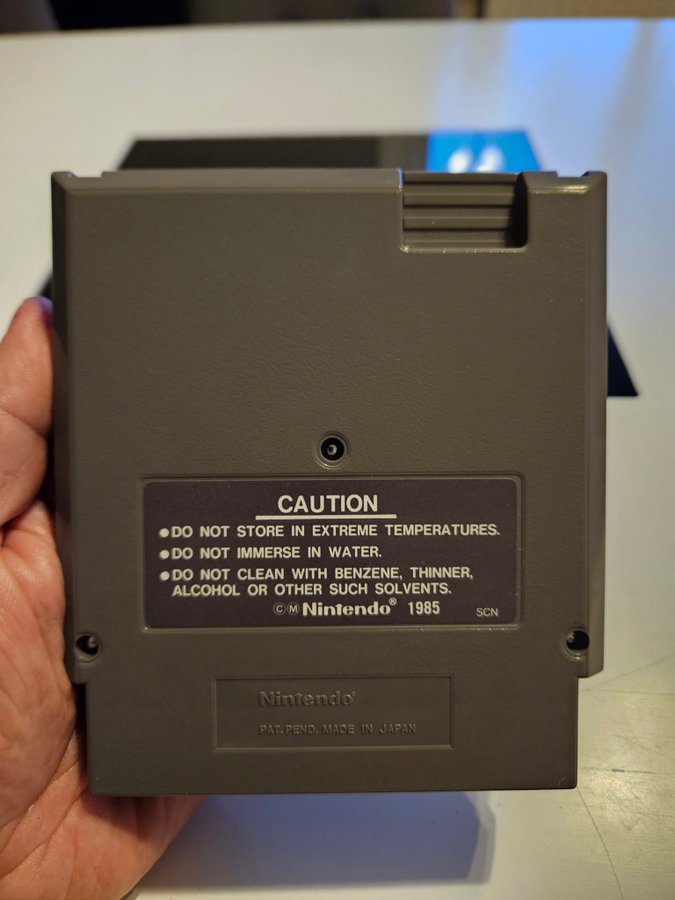 CAUTION
●DO NOT STORE IN EXTREME TEMPERATURES.
●DO NOT IMMERSE IN WATER.
●DO NOT CLEAN WITH BENZENE, THINNER,
ALCOHOL OR OTHER SUCH SOLVENTS.
ⒸⓂNintendo® 1985 SCN
Nintendo®
PAT. PEND. MADE IN JAPAN